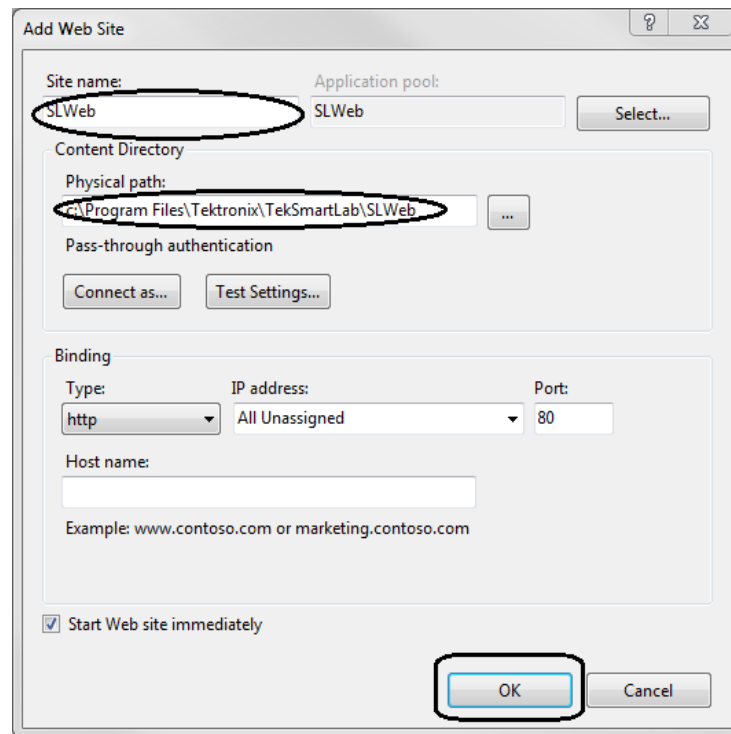 Add Web Site
Site name: Application pool:
SLWeb SLWeb Select...
Content Directory
Physical path:
c:\Program Files\Tektronix\TekSmartLab\SLWeb ...
Pass-through authentication
Connect as... Test Settings...
Binding
Type: IP address: Port:
http All Unassigned 80
Host name:
Example: www.contoso.com or marketing.contoso.com
Start Web site immediately
OK Cancel